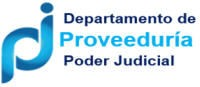 Departamento de
Proveeduría
Poder Judicial